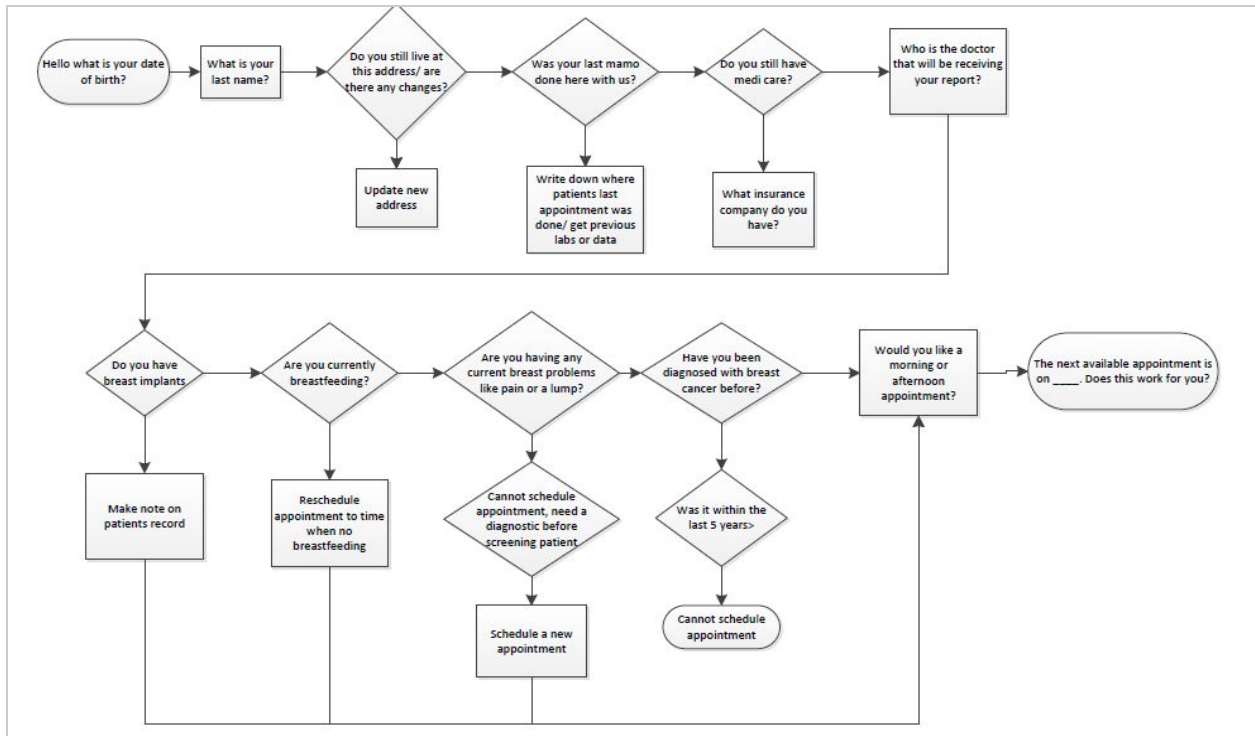 Hello what is your date
of birth?
What is your
last name?
Do you still live at
this address/ are
there any changes?
Was your last mamo
done here with us?
Do you still have
medi care?
Who is the doctor
that will be receiving
your report?
Update new
address
Write down where
patients last
appointment was
done/ get previous
labs or data
What insurance
company do you
have?
Do you have
breast implants
Are you currently
breastfeeding?
Are you having any
current breast problems
like pain or a lump?
Have you been
diagnosed with breast
cancer before?
Would you like a
morning or
afternoon
appointment?
The next available appointment is
on ____. Does this work for you?
Make note on
patients record
Reschedule
appointment to time
when no
breastfeeding
Cannot schedule
appointment, need a
diagnostic before
screening patient
Was it within the
last 5 years>
Schedule a new
appointment
Cannot schedule
appointment